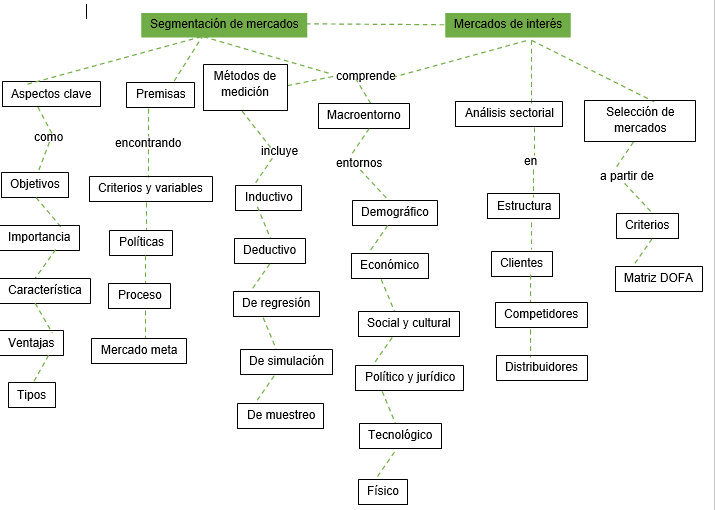 Segmentación de mercados
Mercados de interés
Aspectos clave
Premisas
Métodos de
medición
comprende
Macroentorno
Análisis sectorial
Selección de
mercados
como
encontrando
incluye
entornos
en
a partir de
Objetivos
Importancia
Característica
Ventajas
Tipos
Criterios y variables
Políticas
Proceso
Mercado meta
Inductivo
Deductivo
De regresión
De simulación
De muestreo
Demográfico
Económico
Social y cultural
Político y jurídico
Tecnológico
Físico
Estructura
Clientes
Competidores
Distribuidores
Criterios
Matriz DOFA